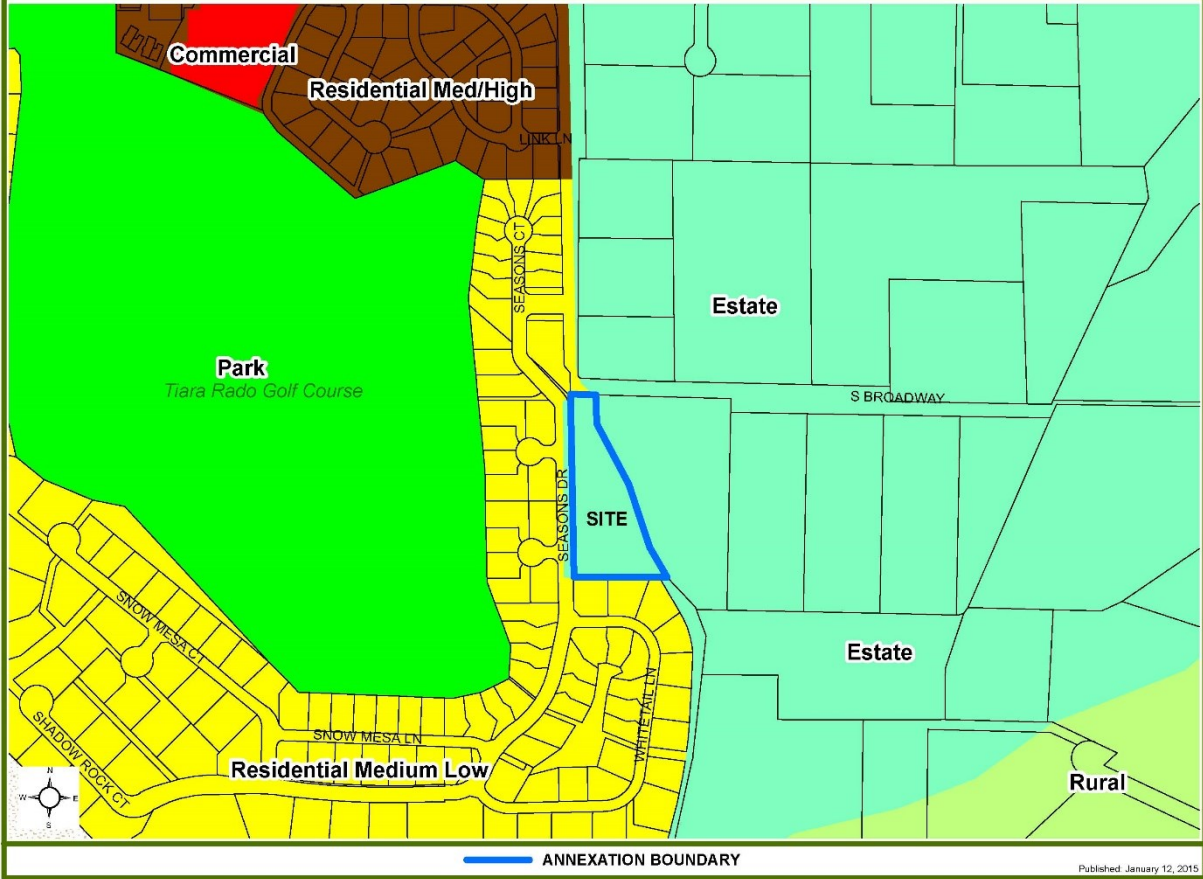 Commercial
Residential Med/High
LINK LN
SEASONS CT
Estate
Park
Tiara Rado Golf Course
S BROADWAY
SEASONS DR
SITE
SNOW MESA CT
Estate
WHITETAIL LN
SHADOW ROCK CT
SNOW MESA LN
Residential Medium Low
Rural
N
W
E
S
ANNEXATION BOUNDARY
Published: January 12, 2015